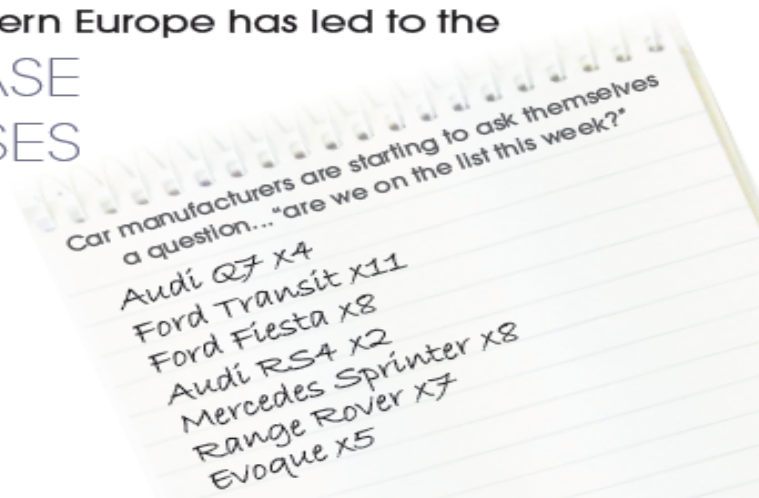 ern Europe has led to the
ASE
SES
Car manufacturers are starting to ask themselves
a question..."are we on the list this week?"
Audi Q7 x4
Ford Transit x11
Ford Fiesta x8
Audi RS4 x2
Mercedes Sprinter x8
Range Rover x7
Evoque x5